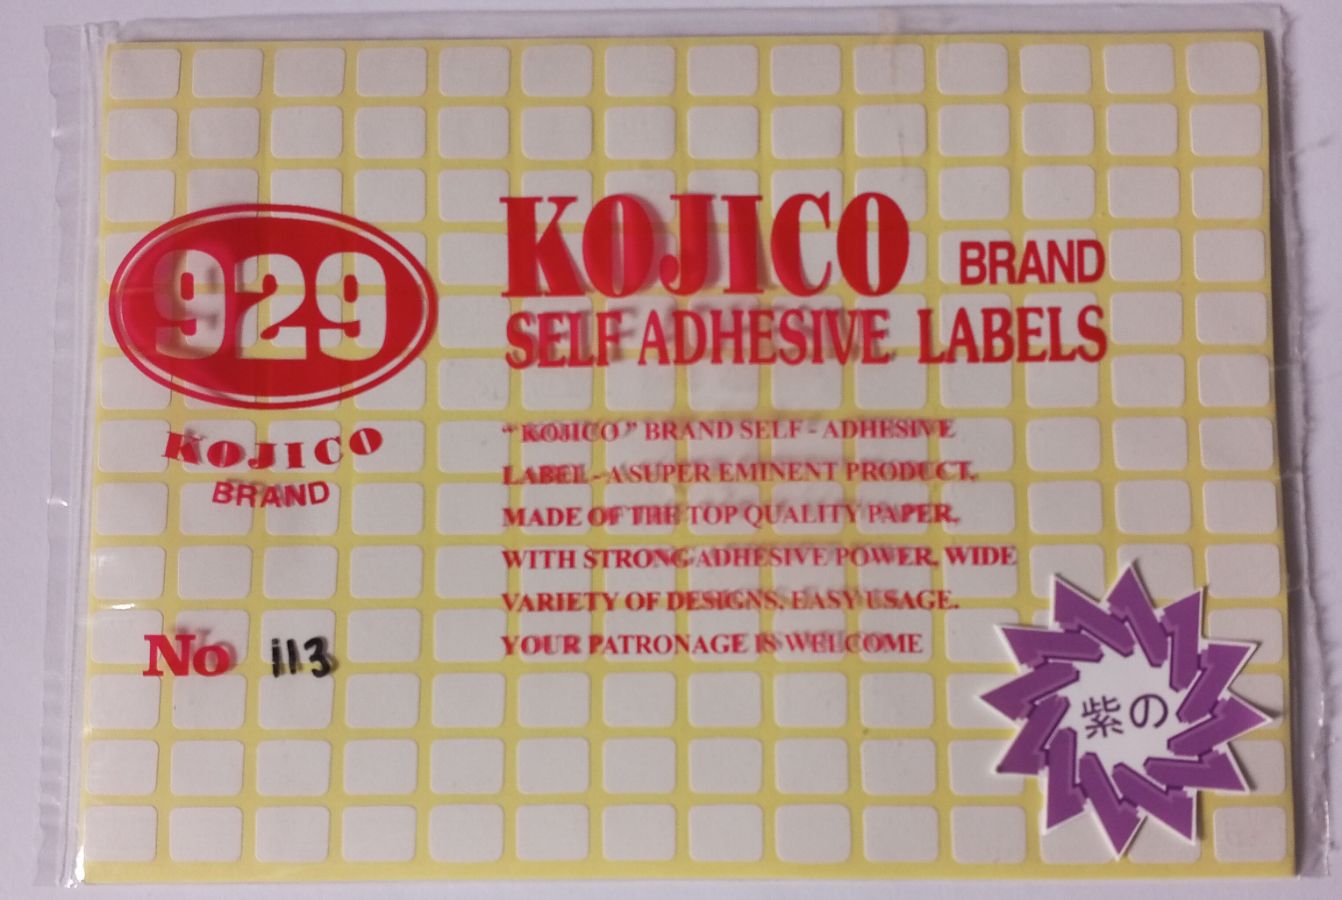 929
KOJICO
BRAND
No i13
KOJICO BRAND
SELF ADHESIVE LABELS
“KOJICO” BRAND SELF-ADHESIVE
LABEL-A SUPER EMINENT PRODUCT,
MADE OF THE TOP QUALITY PAPER,
WITH STRONG ADHESIVE POWER, WIDE
VARIETY OF DESIGNS, EASY USAGE.
YOUR PATRONAGE IS WELCOME
紫の